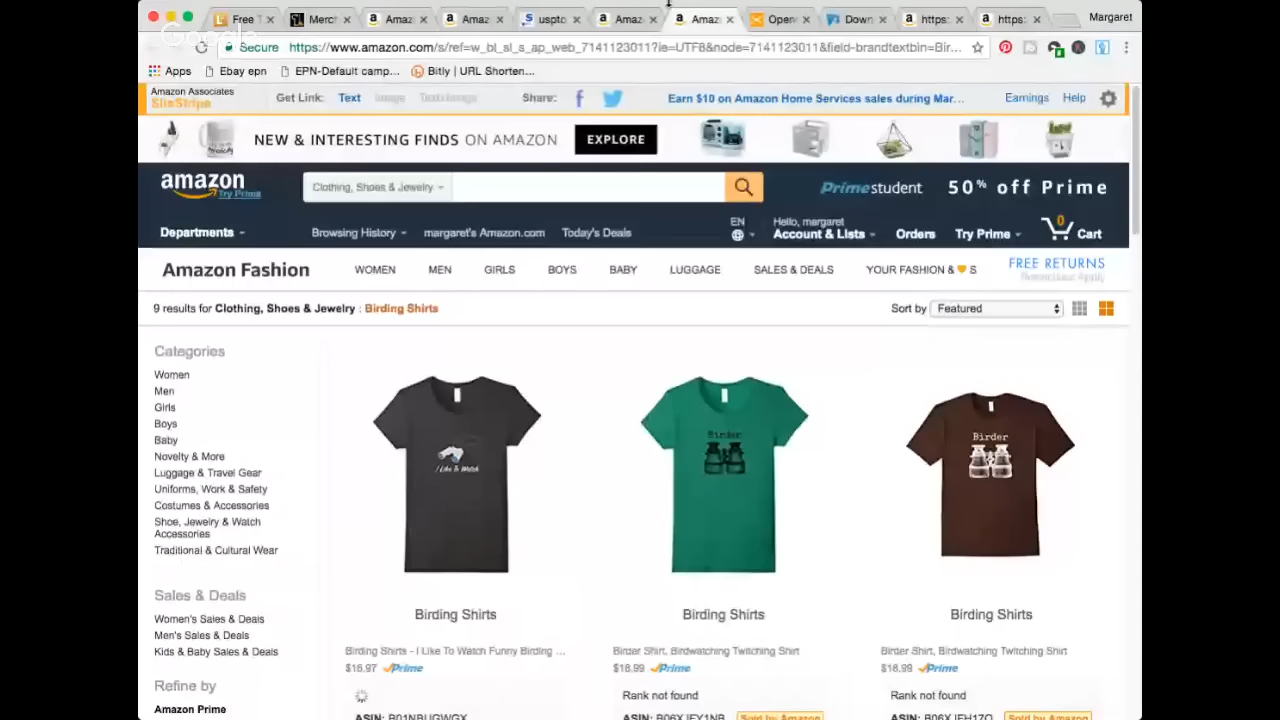 Free T
Merch
Amaz
Amaz
uspto
Amaz
Amaz
Open
Down
https:
https:
Margaret
Google
Secure https://www.amazon.com/s/ref=w_bl_sl_s_ap_web_7141123011?ie=UTF8&node=7141123011&field-brandtextbin=Bir...
Apps Ebay epn EPN-Default camp... Bitly | URL Shorten...
Amazon Associates
SiteStripe
Get Link: Text Image Text+Image Share: Earn $10 on Amazon Home Services sales during Mar... Earnings Help
NEW & INTERESTING FINDS ON AMAZON EXPLORE
amazon
Try Prime
Clothing, Shoes & Jewelry
Prime student 50% off Prime
Departments Browsing History margaret's Amazon.com Today's Deals
EN
Hello, margaret
Account & Lists
Orders Try Prime 0 Cart
Amazon Fashion WOMEN MEN GIRLS BOYS BABY LUGGAGE SALES & DEALS YOUR FASHION & S
FREE RETURNS
Restrictions Apply
9 results for Clothing, Shoes & Jewelry : Birding Shirts
Sort by Featured
Categories
Women
Men
Girls
Boys
Baby
Novelty & More
Luggage & Travel Gear
Uniforms, Work & Safety
Costumes & Accessories
Shoe, Jewelry & Watch
Accessories
Traditional & Cultural Wear
Sales & Deals
Women's Sales & Deals
Men's Sales & Deals
Kids & Baby Sales & Deals
Refine by
Amazon Prime
I Like To Watch
Birding Shirts
Birding Shirts - I Like To Watch Funny Birding ...
$16.97 Prime
ASIN: B01NBUGWGX
Birder
Birding Shirts
Birder Shirt, Birdwatching Twitching Shirt
$18.99 Prime
Rank not found
ASIN: B06XJFY1NB Sold by Amazon
Birder
Birding Shirts
Birder Shirt, Birdwatching Twitching Shirt
$18.99 Prime
Rank not found
ASIN: B06XJFH17Q Sold by Amazon